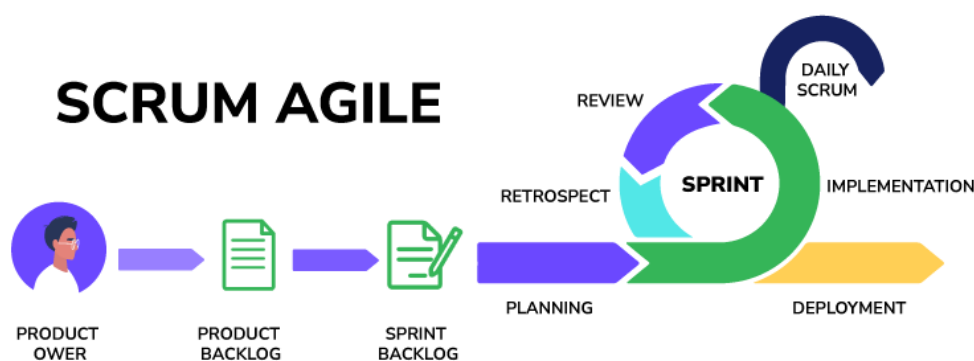 SCRUM AGILE
DAILY
SCRUM
REVIEW
RETROSPECT
SPRINT
IMPLEMENTATION
PLANNING
DEPLOYMENT
PRODUCT
OWER
PRODUCT
BACKLOG
SPRINT
BACKLOG